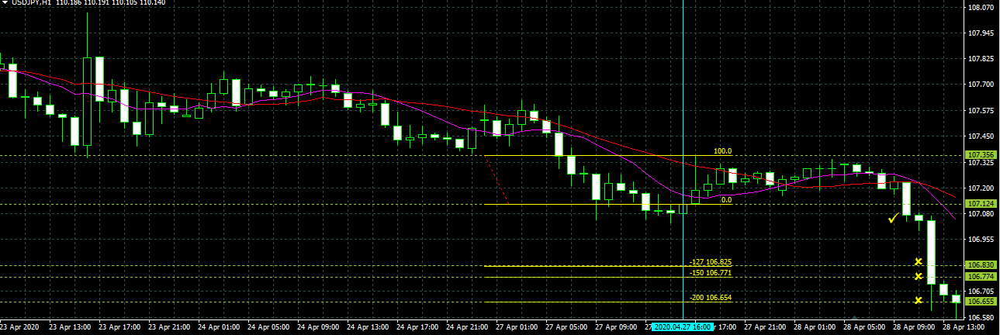 USDJPY,H1 110.186 110.191 110.105 110.140
108.070
107.945
107.825
107.700
107.575
107.450
107.356
107.325
107.200
107.124
107.080
106.955
106.830
106.774
106.705
106.655
106.580
100.0
0.0
-127 106.825
-150 106.771
-200 106.654
23 Apr 2020
23 Apr 13:00
23 Apr 17:00
23 Apr 21:00
24 Apr 01:00
24 Apr 05:00
24 Apr 09:00
24 Apr 13:00
24 Apr 17:00
24 Apr 21:00
27 Apr 01:00
27 Apr 05:00
27 Apr 09:00
27
2020.04.27 16:00
r 17:00
27 Apr 21:00
28 Apr 01:00
28 Apr 05:00
28 Apr 09:00
28 Apr 13:00